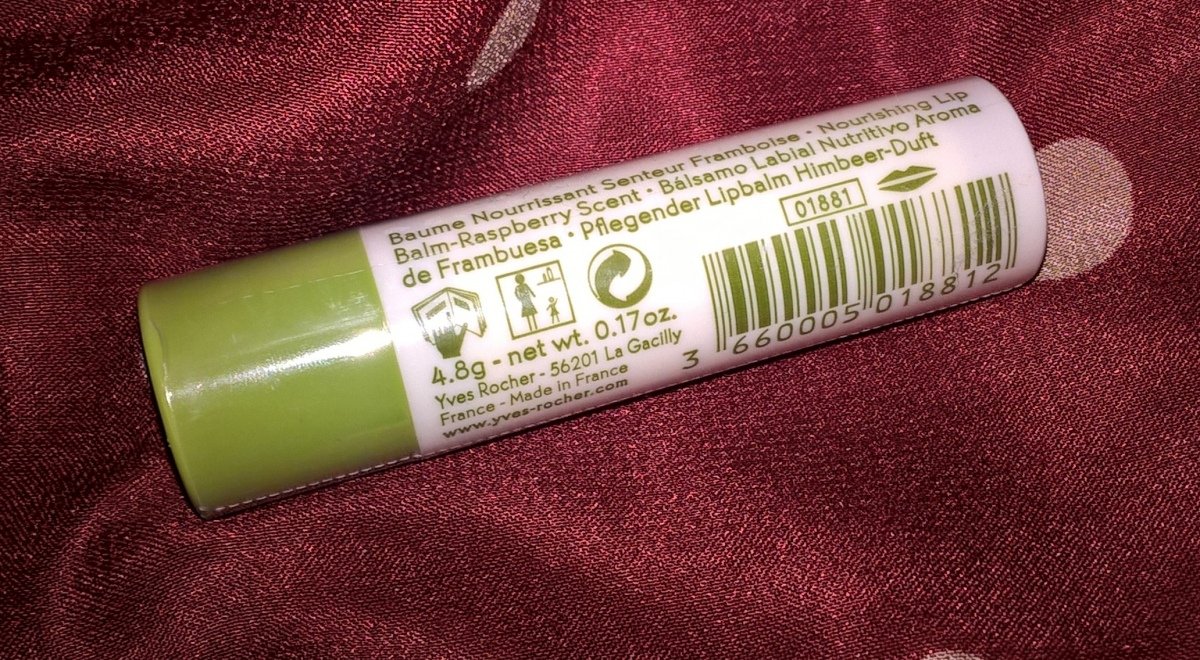 Baume Nourrissant Senteur Framboise • Nourishing Lip
Balm-Raspberry Scent • Bálsamo Labial Nutritivo Aroma
de Frambuesa • Pflegender Lipbalm Himbeer-Duft
01881
4.8g - net wt. 0.17oz.
Yves Rocher - 56201 La Gacilly
France - Made in France
www.yves-rocher.com
3 660005 018812